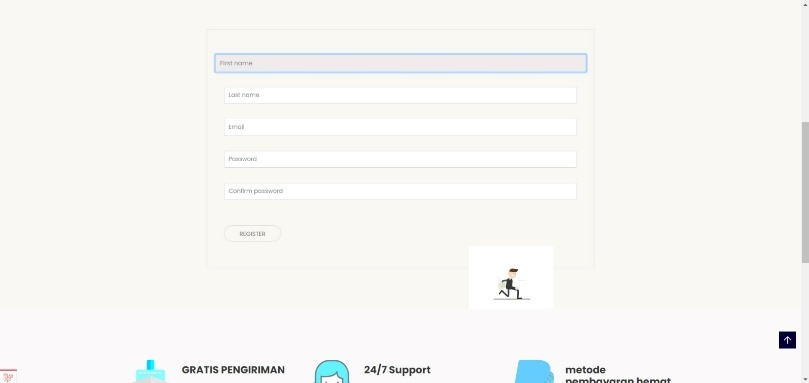 First name
Last name
Email
Password
Confirm password
REGISTER
GRATIS PENGIRIMAN
24/7 Support
metode
pembayaran hemat